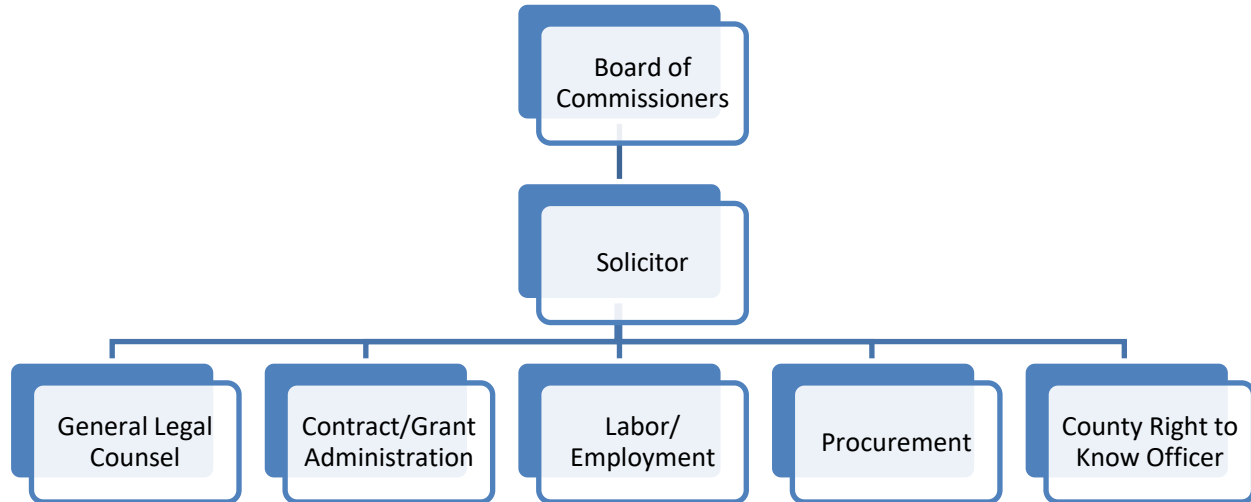 Board of
Commissioners
Solicitor
General Legal
Counsel
Contract/Grant
Administration
Labor/
Employment
Procurement
County Right to
Know Officer